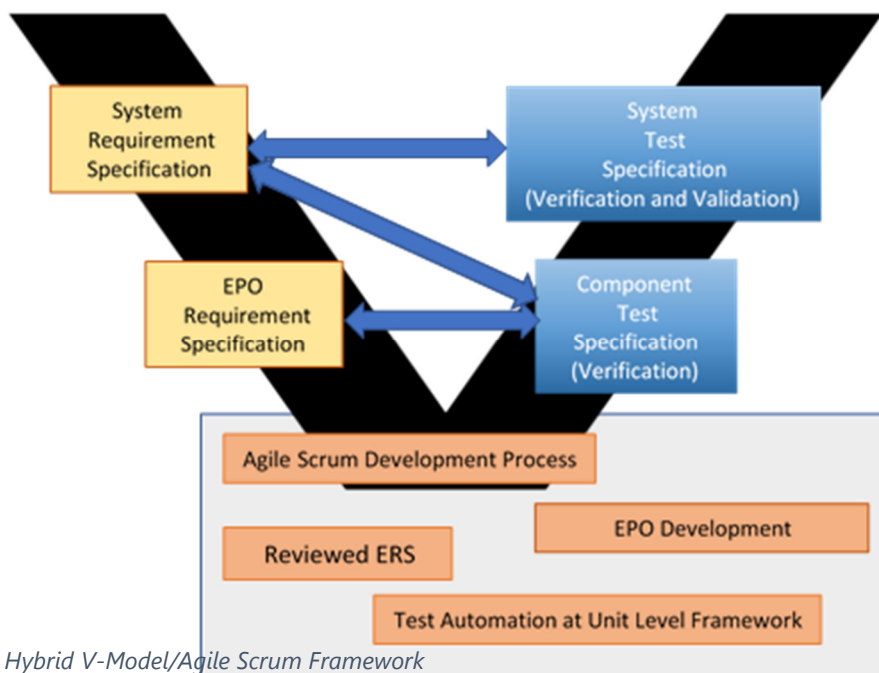 System
Requirement
Specification
System
Test
Specification
(Verification and Validation)
EPO
Requirement
Specification
Component
Test
Specification
(Verification)
Agile Scrum Development Process
EPO Development
Reviewed ERS
Test Automation at Unit Level Framework
Hybrid V-Model/Agile Scrum Framework